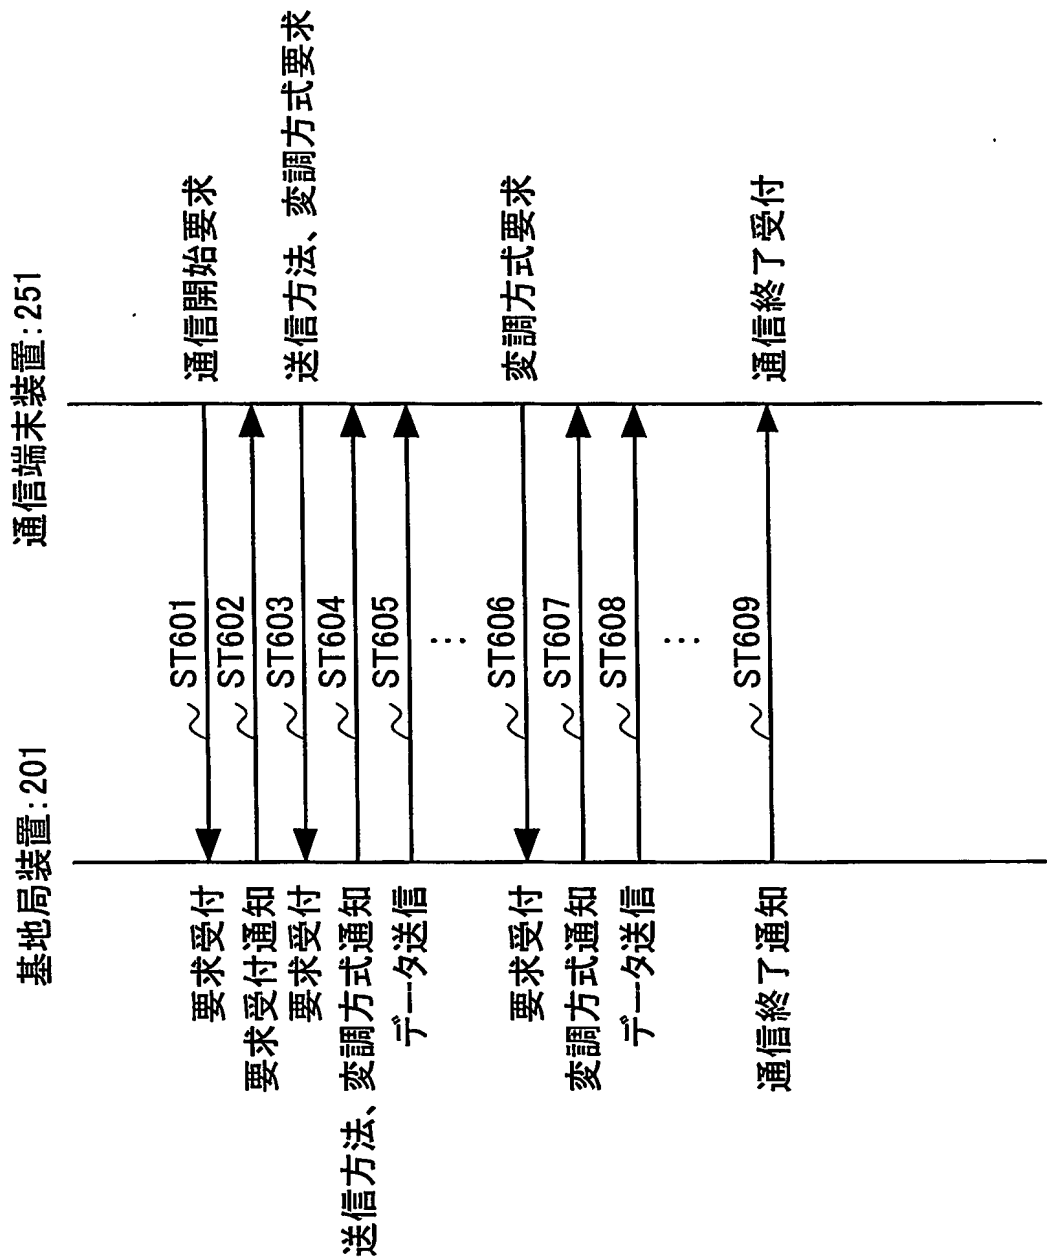 基地局装置:201
通信端末装置:251
要求受付
~ST601
通信開始要求
要求受付通知
~ST602
要求受付
~ST603
送信方法、変調方式要求
送信方法、変調方式通知
~ST604
データ送信
~ST605
…
要求受付
~ST606
変調方式要求
変調方式通知
~ST607
データ送信
~ST608
…
通信終了通知
~ST609
通信終了受付